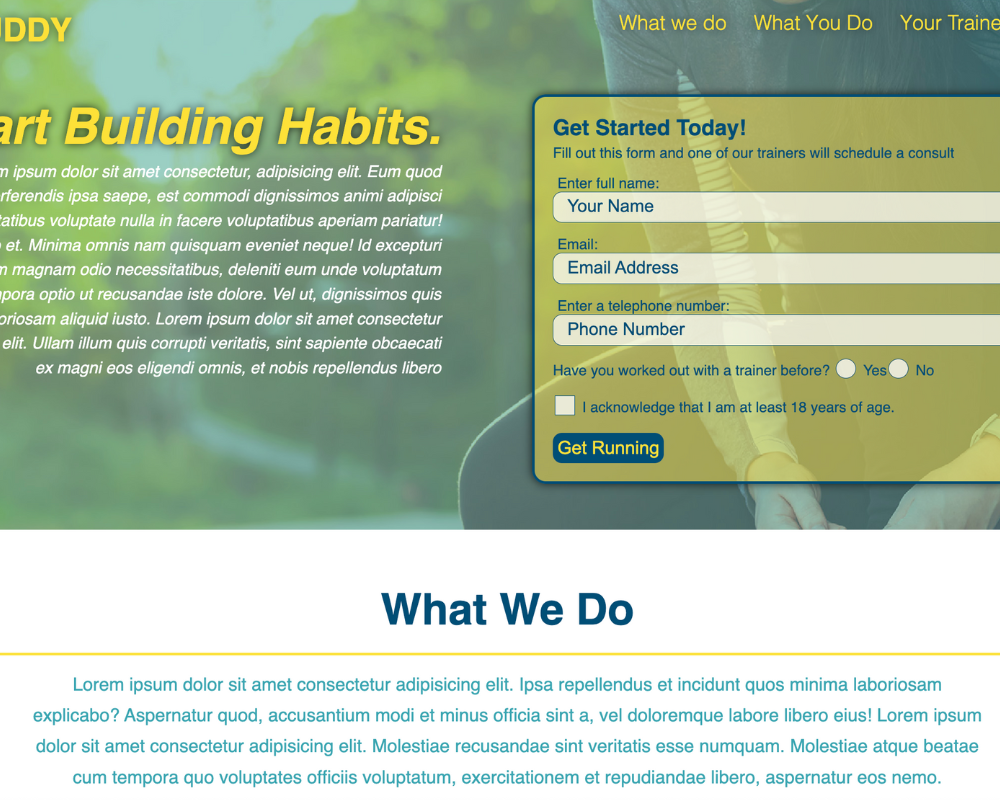 What we do What You Do Your
Building Habits.
ipsum dolor sit amet consectetur, adipisicing elit. Eum quod
ipsa saepe, est commodi dignissimos animi adipisci
voluptate nulla in facere voluptatibus aperiam pariatur!
et. Minima omnis nam quisquam eveniet neque! Id excepturi
magnam odio necessitatibus, deleniti eum unde voluptatum
optio ut recusandae iste dolore. Vel ut, dignissimos quis
aliquid iusto. Lorem ipsum dolor sit amet consectetur
elit. Ullam illum quis corrupti veritatis, sint sapiente obcaecati
ex magni eos eligendi omnis, et nobis repellendus libero
Get Started Today!
Fill out this form and one of our trainers will schedule a consult
Enter full name:
Your Name
Email:
Email Address
Enter a telephone number:
Phone Number
Have you worked out with a trainer before? Yes No
I acknowledge that I am at least 18 years of age.
Get Running
What We Do
Lorem ipsum dolor sit amet consectetur adipisicing elit. Ipsa repellendus et incidunt quos minima laboriosam
explicabo? Aspernatur quod, accusantium modi et minus officia sint a, vel doloremque labore libero eius! Lorem ipsum
dolor sit amet consectetur adipisicing elit. Molestiae recusandae sint veritatis esse numquam. Molestiae atque beatae
cum tempora quo voluptates officiis voluptatum, exercitationem et repudiandae libero, aspernatur eos nemo.